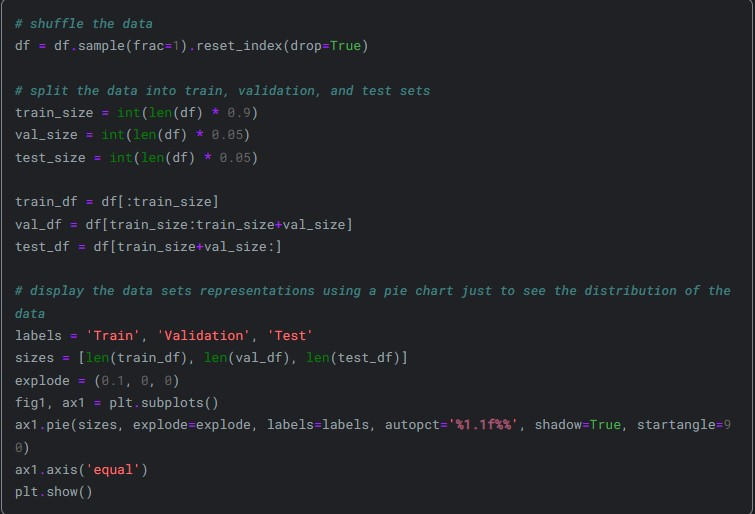 # shuffle the data
df = df.sample(frac=1).reset_index(drop=True)
# split the data into train, validation, and test sets
train_size = int(len(df) * 0.9)
val_size = int(len(df) * 0.05)
test_size = int(len(df) * 0.05)
train_df = df[:train_size]
val_df = df[train_size:train_size+val_size]
test_df = df[train_size+val_size:]
# display the data sets representations using a pie chart just to see the distribution of the
data
labels = 'Train', 'Validation', 'Test'
sizes = [len(train_df), len(val_df), len(test_df)]
explode = (0.1, 0, 0)
fig1, ax1 = plt.subplots()
ax1.pie(sizes, explode=explode, labels=labels, autopct='%1.1f%%', shadow=True, startangle=9
0)
ax1.axis('equal')
plt.show()